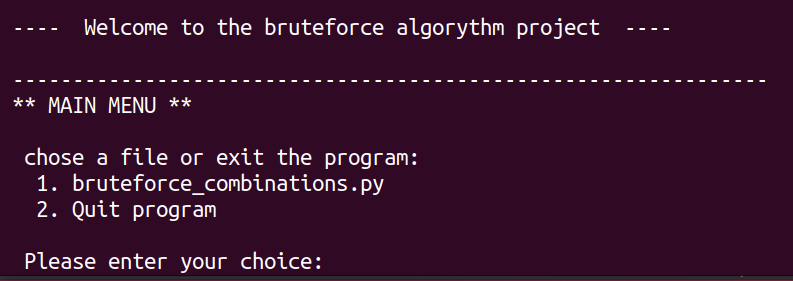 ----  Welcome to the bruteforce algorythm project  ----
---------------------------------------------------------------
** MAIN MENU **
chose a file or exit the program:
1. bruteforce_combinations.py
2. Quit program
Please enter your choice: